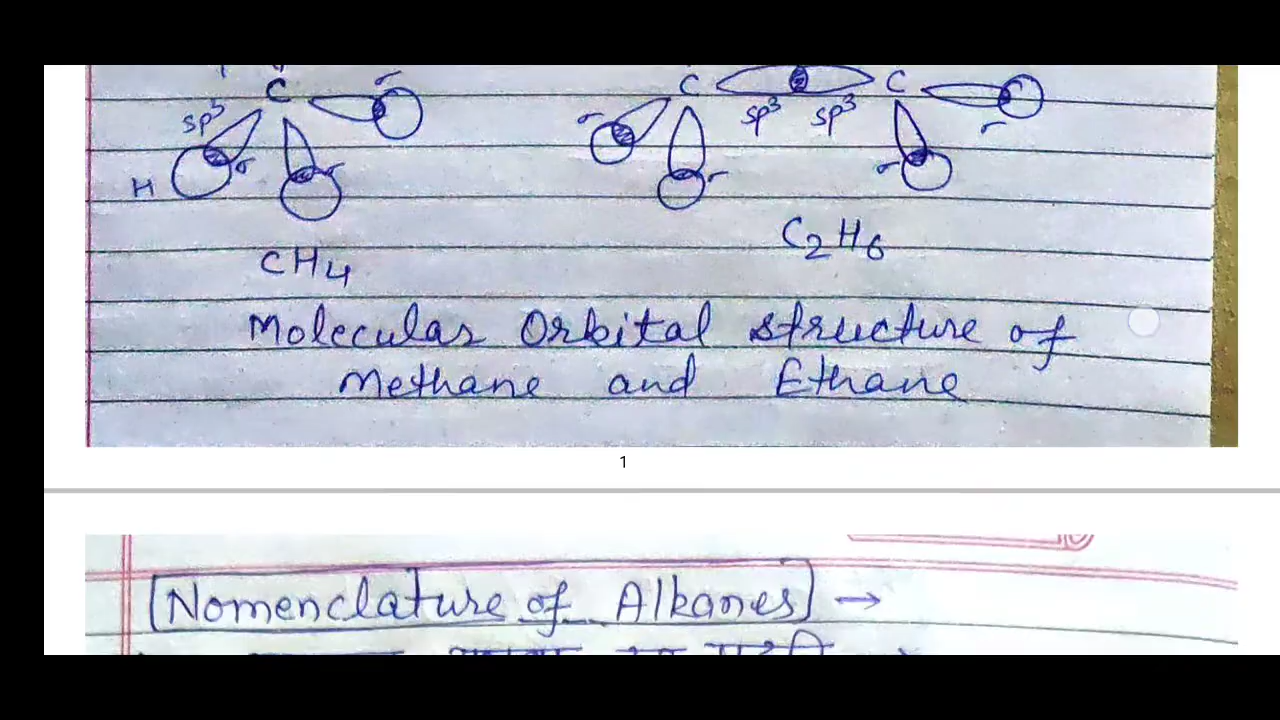 C σ C C
sp³ σ sp³ sp³ σ
H σ σ σ σ
CH4 C2H6
Molecular Orbital structure of
Methane and Ethane
1
Nomenclature of Alkanes →